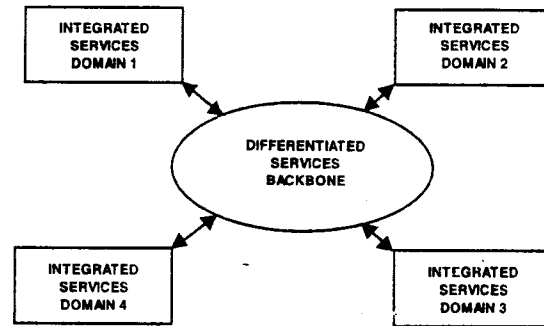 INTEGRATED
SERVICES
DOMAIN 1
INTEGRATED
SERVICES
DOMAIN 2
DIFFERENTIATED
SERVICES
BACKBONE
INTEGRATED
SERVICES
DOMAIN 4
INTEGRATED
SERVICES
DOMAIN 3